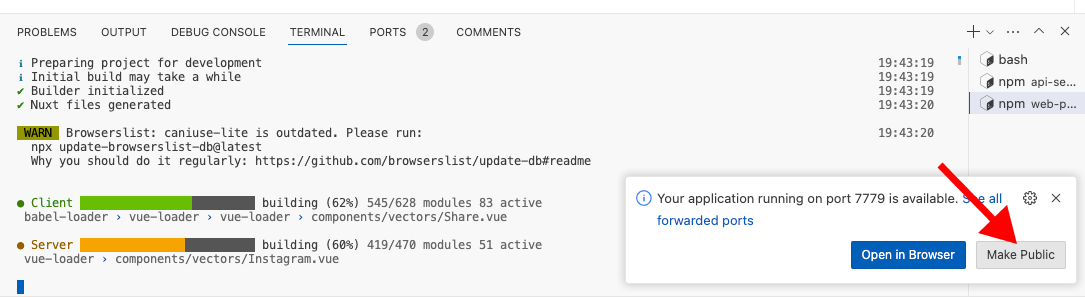 PROBLEMS OUTPUT DEBUG CONSOLE TERMINAL PORTS 2 COMMENTS
Preparing project for development 19:43:19
Initial build may take a while 19:43:19
Builder initialized 19:43:19
Nuxt files generated 19:43:20
WARN Browserslist: caniuse-lite is outdated. Please run: 19:43:20
npx update-browserslist-db@latest
Why you should do it regularly: https://github.com/browserslist/update-db#readme
● Client building (62%) 545/628 modules 83 active
babel-loader › vue-loader › vue-loader › components/vectors/Share.vue
● Server building (60%) 419/470 modules 51 active
vue-loader › components/vectors/Instagram.vue
bash
npm api-se...
npm web-p...
Your application running on port 7779 is available. See all
forwarded ports
Open in Browser Make Public